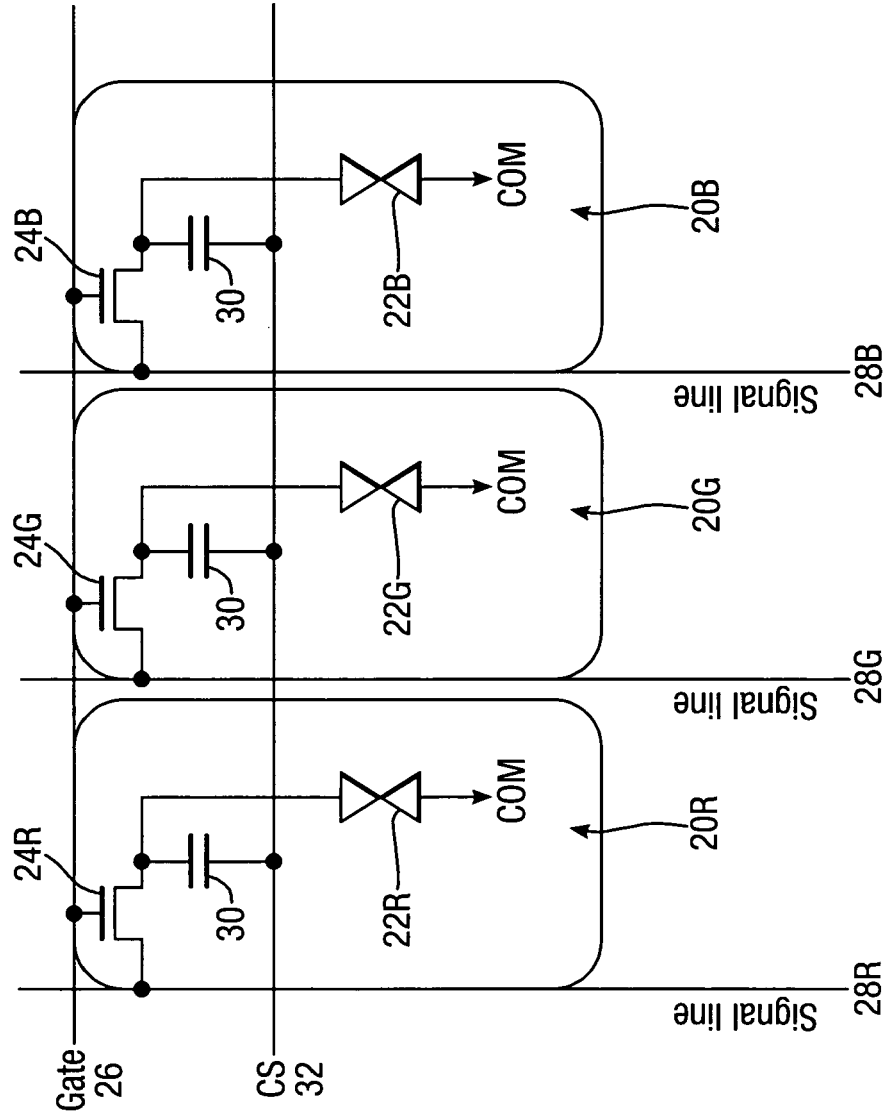 Gate
26
CS
32
24R
30
22R
COM
20R
Signal line
28R
24G
30
22G
COM
20G
Signal line
28G
24B
30
22B
COM
20B
Signal line
28B